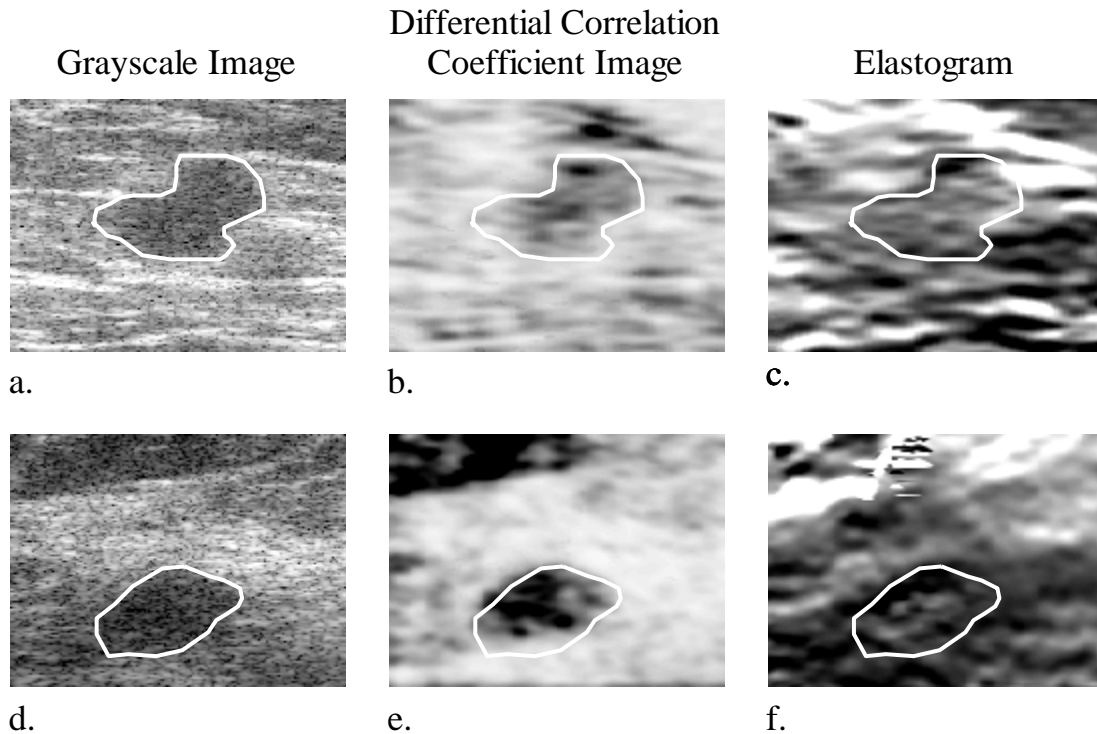 Grayscale Image
Differential Correlation
Coefficient Image
Elastogram
a.
b.
c.
d.
e.
f.